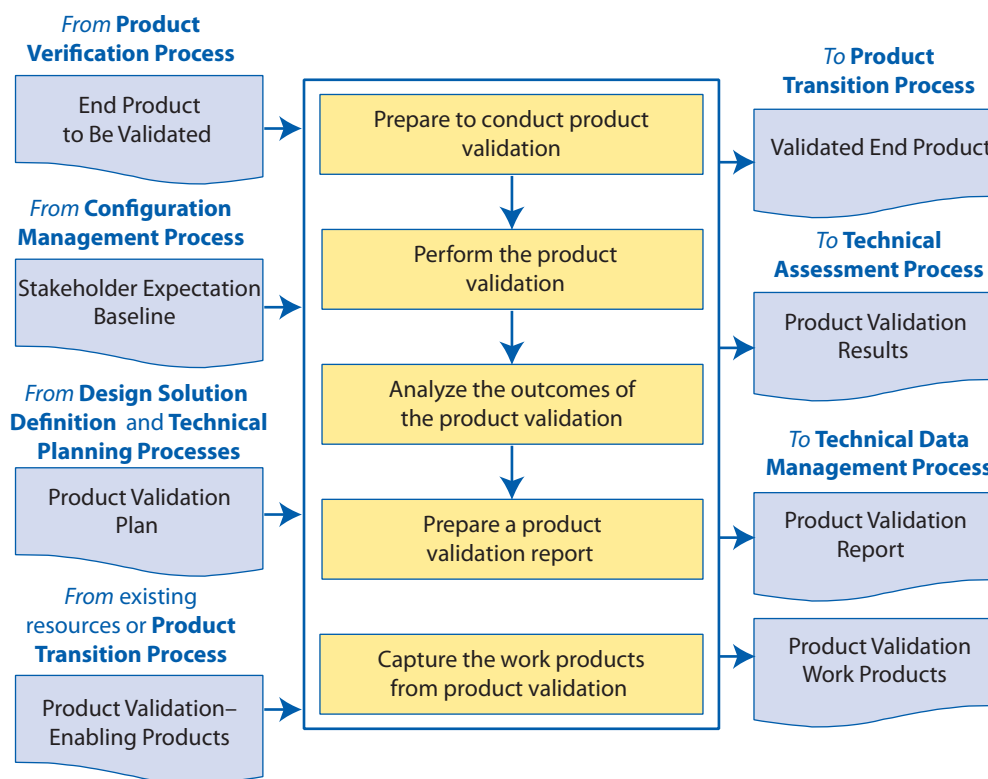 From Product
Verification Process
End Product
to Be Validated
From Configuration
Management Process
Stakeholder Expectation
Baseline
From Design Solution
Definition and Technical
Planning Processes
Product Validation
Plan
From existing
resources or Product
Transition Process
Product Validation–
Enabling Products
Prepare to conduct product
validation
Perform the product
validation
Analyze the outcomes of
the product validation
Prepare a product
validation report
Capture the work products
from product validation
To Product
Transition Process
Validated End Product
To Technical
Assessment Process
Product Validation
Results
To Technical Data
Management Process
Product Validation
Report
Product Validation
Work Products